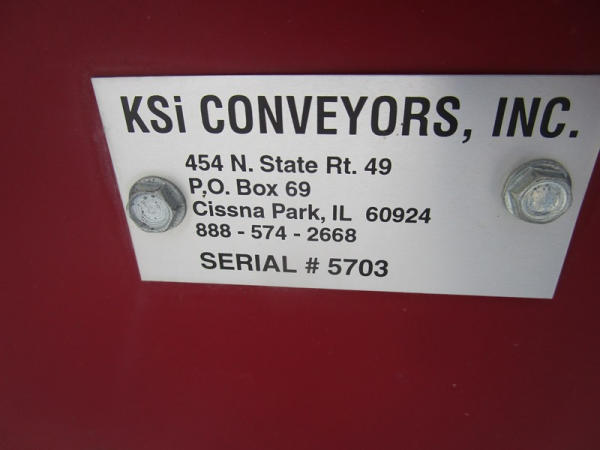 KSi CONVEYORS, INC.
454 N. State Rt. 49
P.O. Box 69
Cissna Park, IL 60924
888 - 574 - 2668
SERIAL # 5703